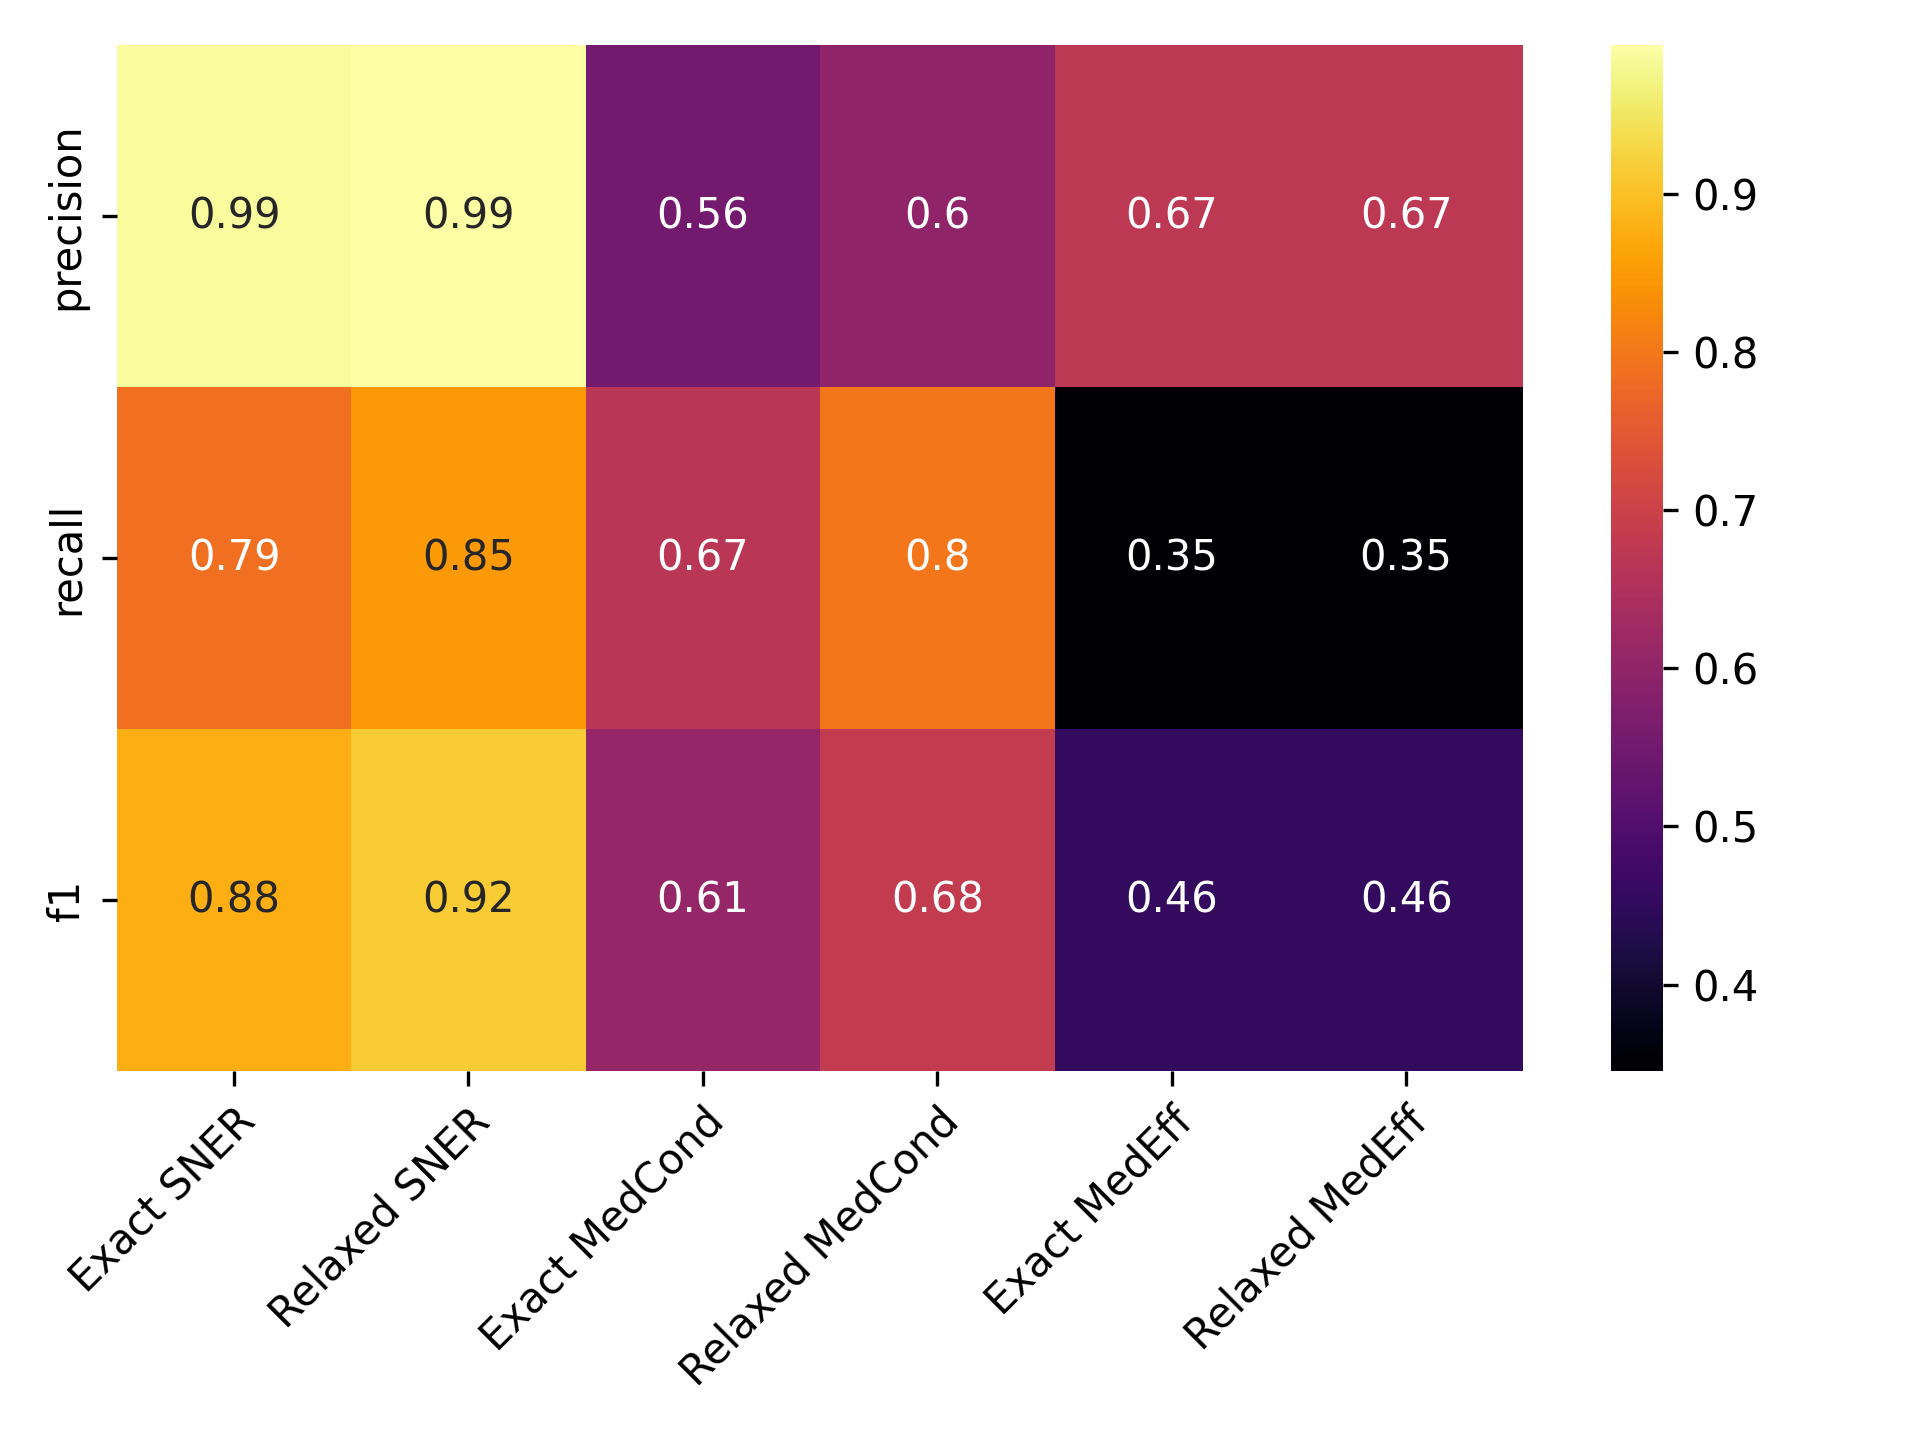 precision 0.99 0.99 0.56 0.6 0.67 0.67
recall 0.79 0.85 0.67 0.8 0.35 0.35
f1 0.88 0.92 0.61 0.68 0.46 0.46
Exact SNER
Relaxed SNER
Exact MedCond
Relaxed MedCond
Exact MedEff
Relaxed MedEff
0.9
0.8
0.7
0.6
0.5
0.4